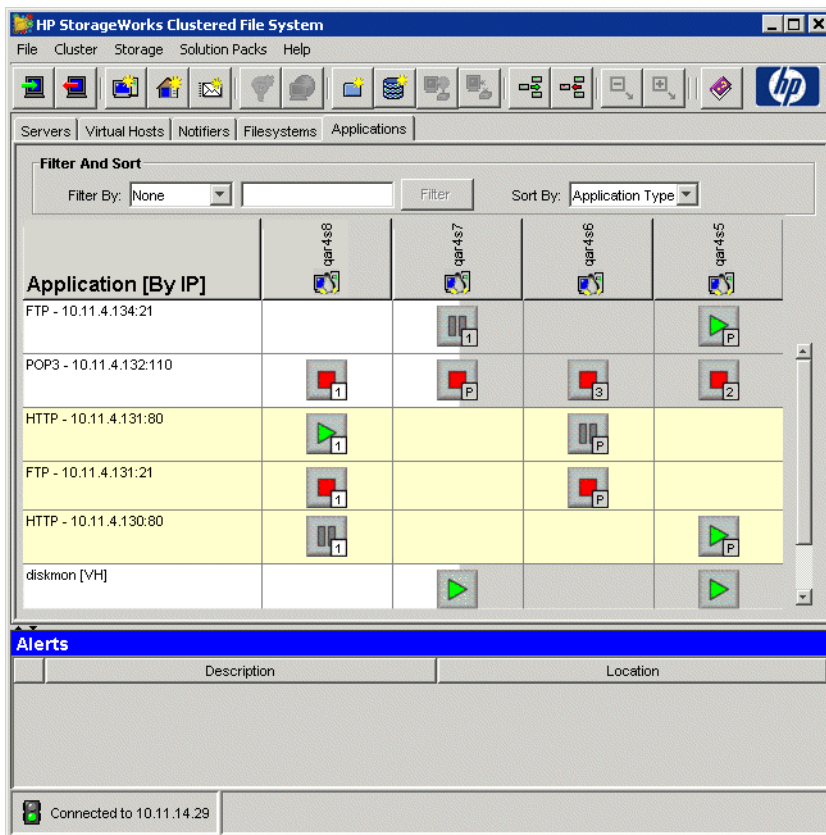 HP StorageWorks Clustered File System
File Cluster Storage Solution Packs Help
hp
Servers Virtual Hosts Notifiers Filesystems Applications
Filter And Sort
Filter By: None Filter Sort By: Application Type
Application [By IP] qar4s8 qar4s7 qar4s6 qar4s5
FTP - 10.11.4.134:21 1 P
POP3 - 10.11.4.132:110 1 P 3 2
HTTP - 10.11.4.131:80 1 P
FTP - 10.11.4.131:21 1 P
HTTP - 10.11.4.130:80 1 P
diskmon [VH]
Alerts
Description Location
Connected to 10.11.14.29